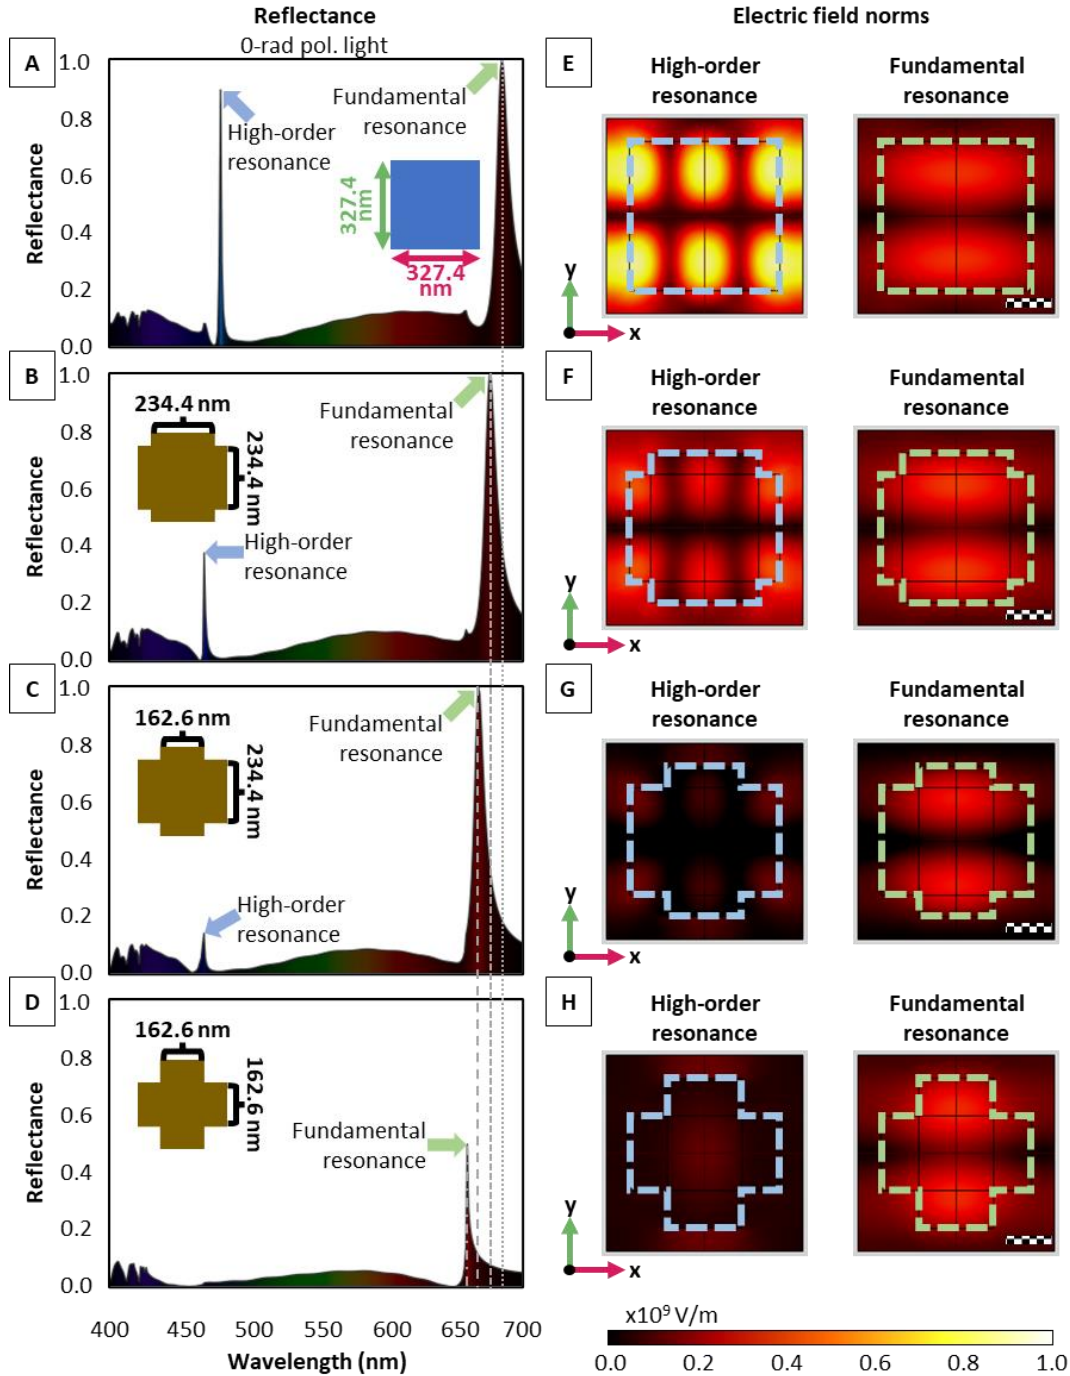 Reflectance
0-rad pol. light
Electric field norms
A
1.0
0.8
0.6
0.4
0.2
0.0
Reflectance
Fundamental
resonance
High-order
resonance
327.4
nm
327.4
nm
E
High-order
resonance
Fundamental
resonance
y
x
B
1.0
0.8
0.6
0.4
0.2
0.0
Reflectance
234.4 nm
234.4 nm
Fundamental
resonance
High-order
resonance
F
High-order
resonance
Fundamental
resonance
y
x
C
1.0
0.8
0.6
0.4
0.2
0.0
Reflectance
162.6 nm
234.4 nm
Fundamental
resonance
High-order
resonance
G
High-order
resonance
Fundamental
resonance
y
x
D
1.0
0.8
0.6
0.4
0.2
0.0
Reflectance
162.6 nm
162.6 nm
Fundamental
resonance
H
High-order
resonance
Fundamental
resonance
y
x
400 450 500 550 600 650 700
Wavelength (nm)
x10⁹ V/m
0.0 0.2 0.4 0.6 0.8 1.0